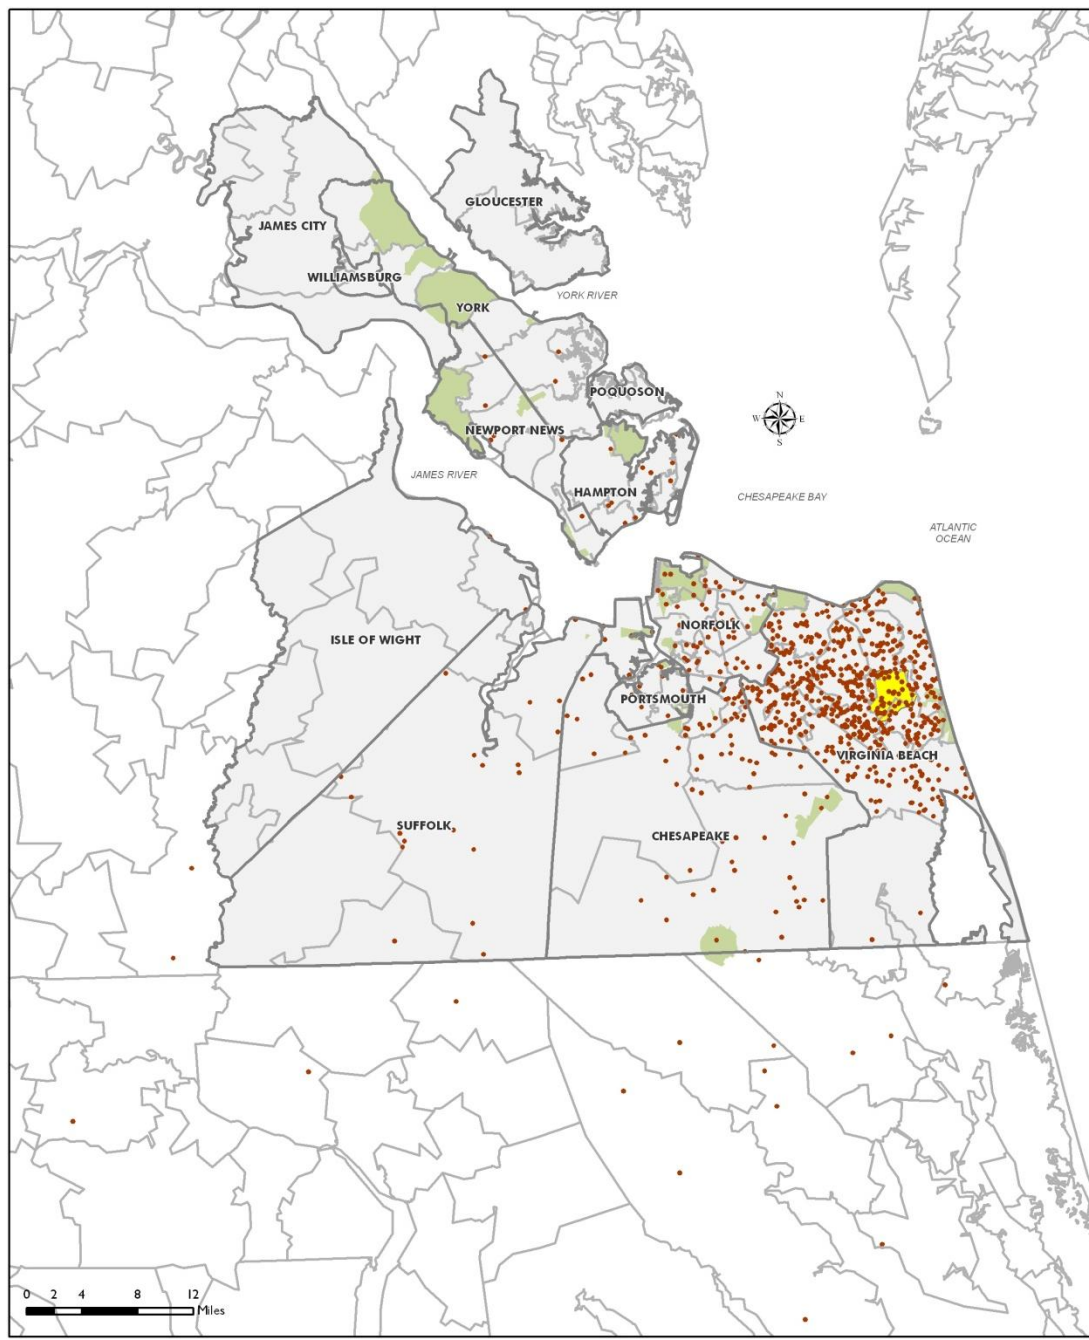 GLOUCESTER
JAMES CITY
WILLIAMSBURG
YORK RIVER
YORK
POQUOSON
N
W E
S
NEWPORT NEWS
JAMES RIVER
HAMPTON
CHESAPEAKE BAY
ATLANTIC
OCEAN
NORFOLK
ISLE OF WIGHT
PORTSMOUTH
VIRGINIA BEACH
SUFFOLK
CHESAPEAKE
0 2 4 8 12
Miles